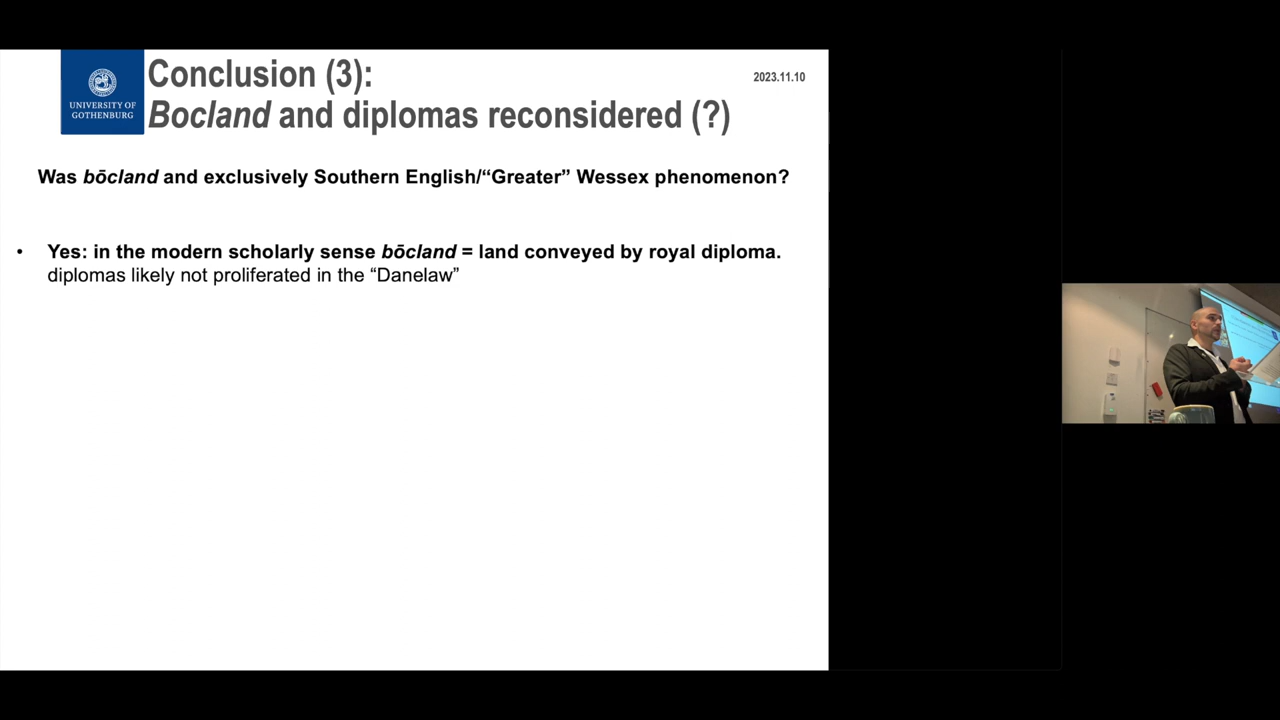 UNIVERSITY OF
GOTHENBURG
Conclusion (3):
Bocland and diplomas reconsidered (?)
2023.11.10
Was bōcland and exclusively Southern English/“Greater” Wessex phenomenon?
• Yes: in the modern scholarly sense bōcland = land conveyed by royal diploma.
diplomas likely not proliferated in the “Danelaw”